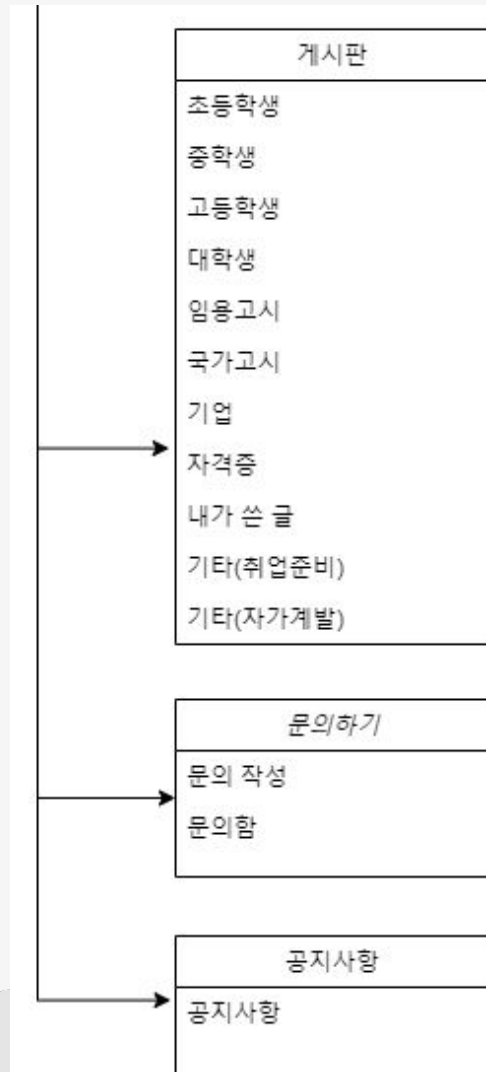 게시판
초등학생
중학생
고등학생
대학생
임용고시
국가고시
기업
자격증
내가 쓴 글
기타(취업준비)
기타(자가계발)
문의하기
문의 작성
문의함
공지사항
공지사항